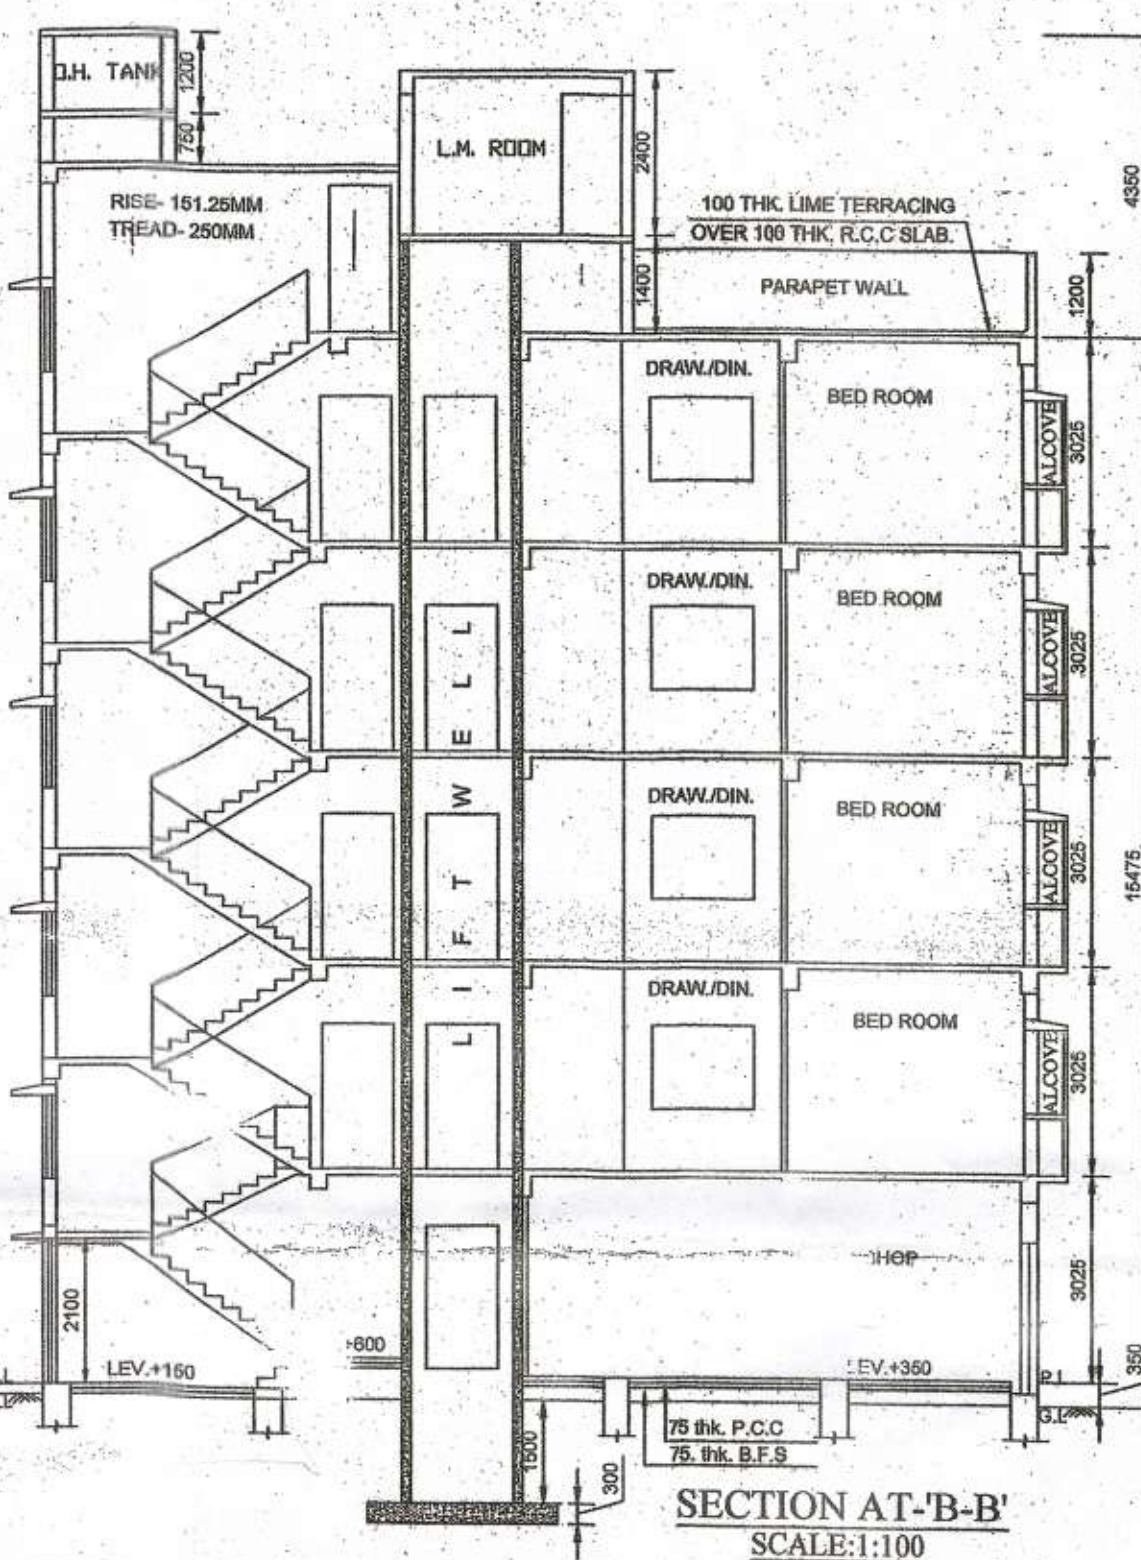 O.H. TANK
1200
750
L.M. ROOM
2400
4350
RISE- 151.25MM
TREAD- 250MM
100 THK. LIME TERRACING
OVER 100 THK. R.C.C SLAB.
1400
PARAPET WALL
1200
DRAW./DIN.
BED ROOM
ALCOVE
3025
DRAW./DIN.
BED ROOM
ALCOVE
3025
LIFT WELL
DRAW./DIN.
BED ROOM
ALCOVE
3025
15475
DRAW./DIN.
BED ROOM
ALCOVE
3025
HOP
3025
2100
+600
LEV.+150
LEV.+350
P.L
350
G.L
75 thk. P.C.C
75. thk. B.F.S
1500
300
SECTION AT-'B-B'
SCALE:1:100